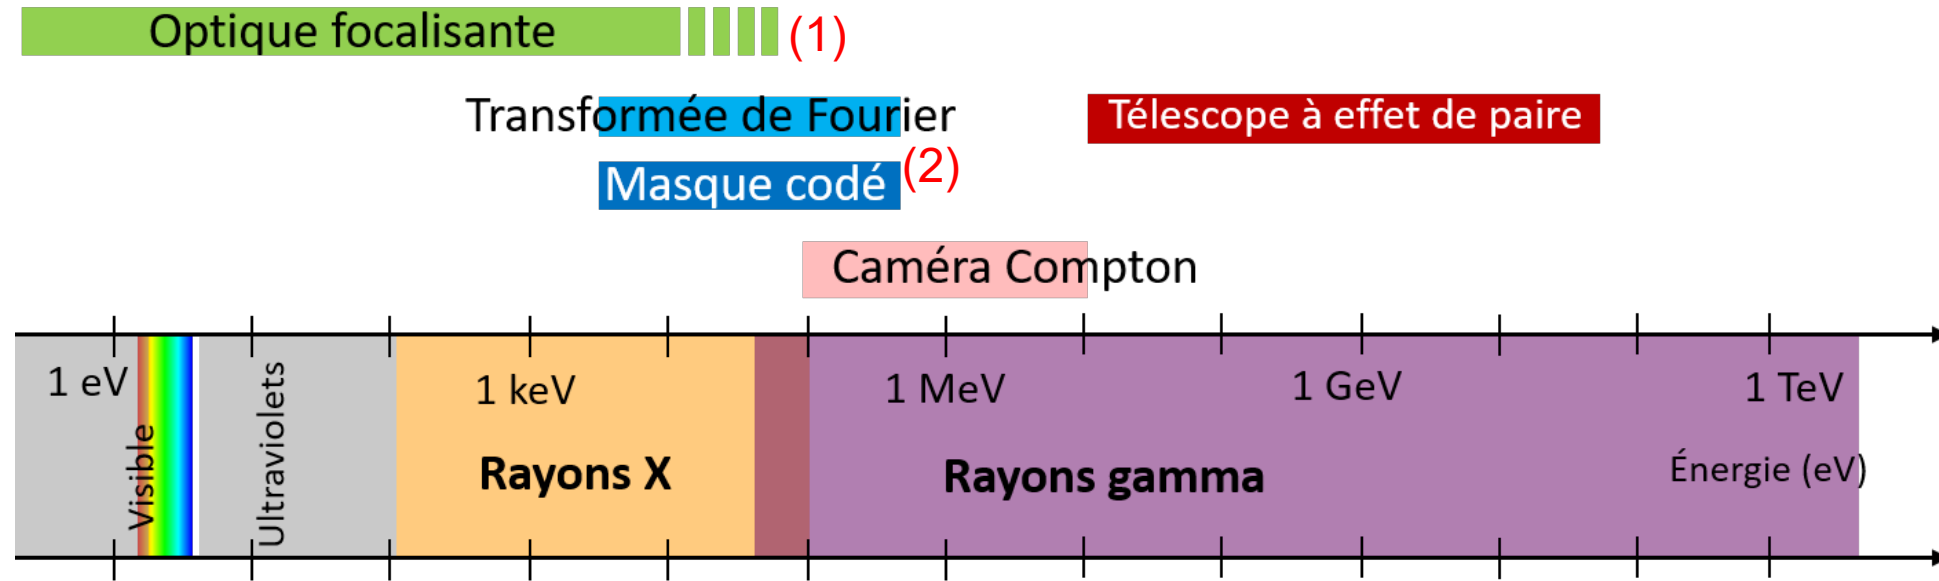 Optique focalisante (1)
Transformée de Fourier
Télescope à effet de paire
Masque codé (2)
Caméra Compton
1 eV
1 keV
1 MeV
1 GeV
1 TeV
Visible
Ultraviolets
Rayons X
Rayons gamma
Énergie (eV)